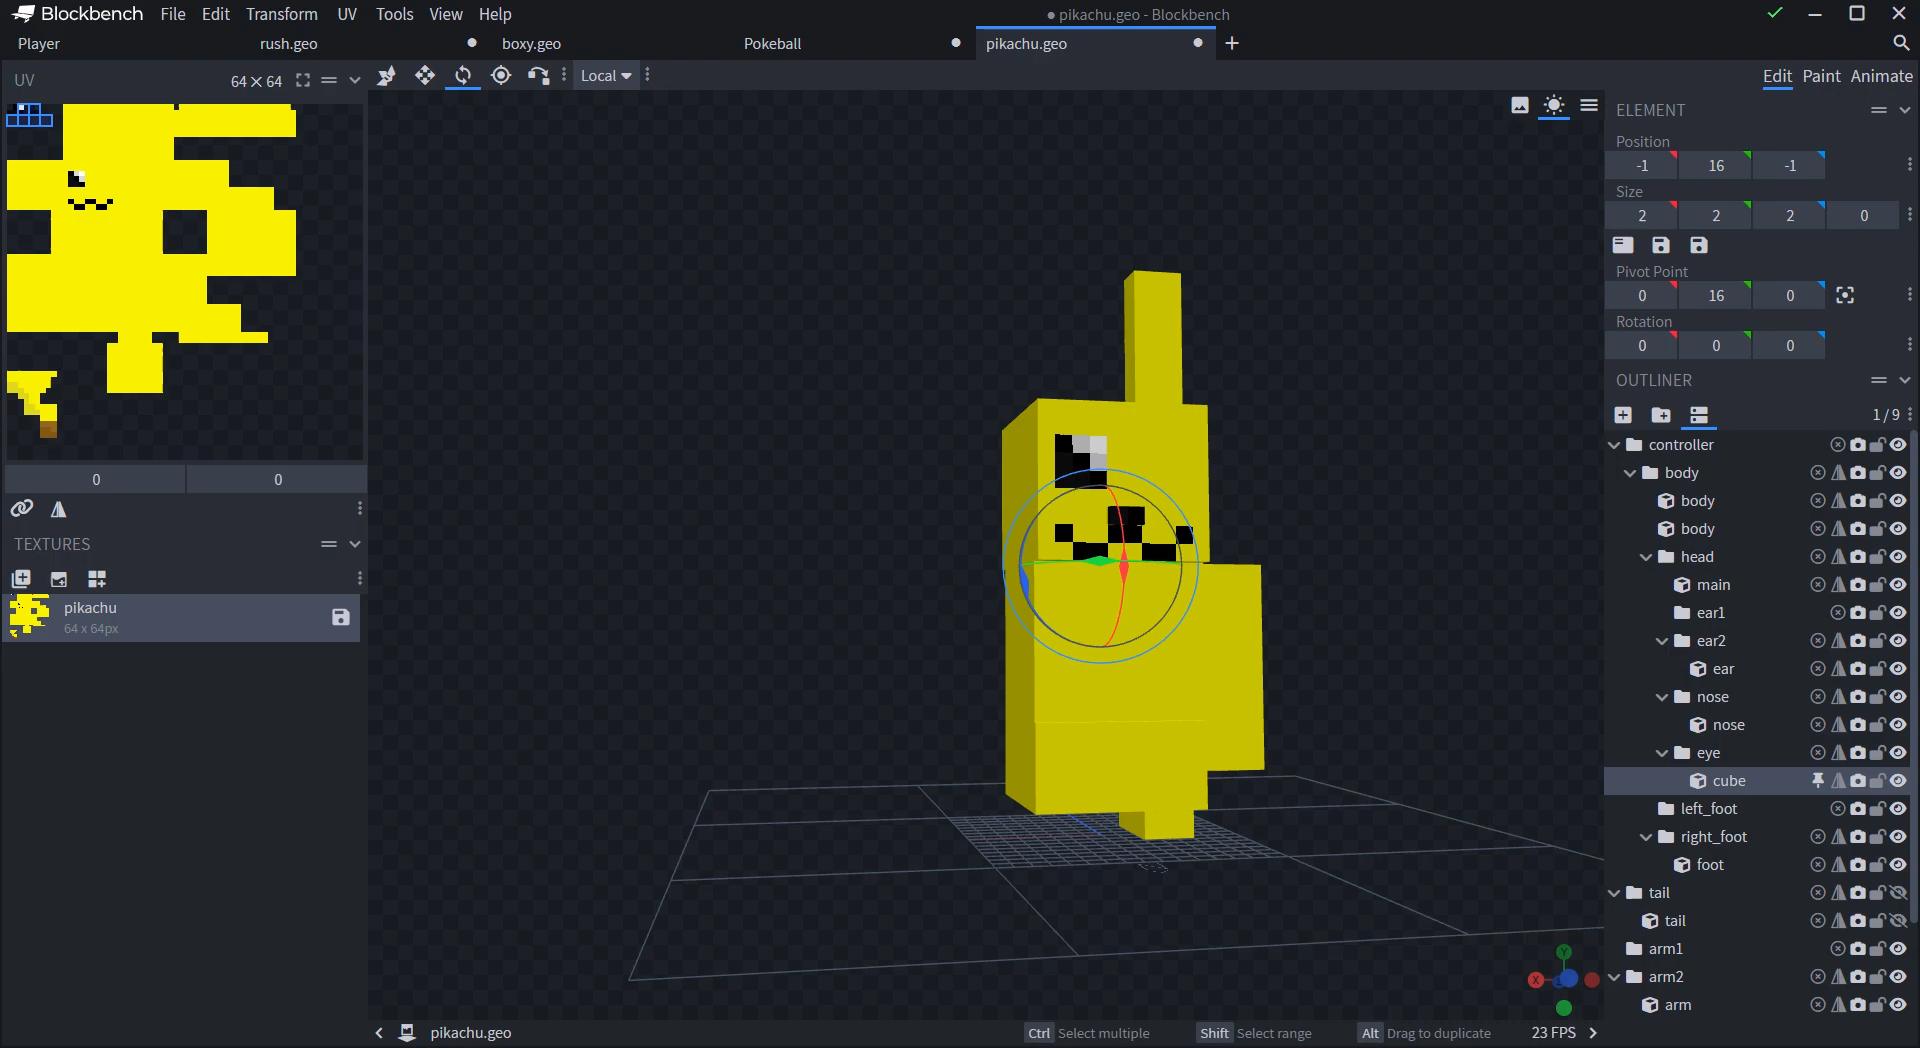 Blockbench File Edit Transform UV Tools View Help
pikachu.geo - Blockbench
Player
rush.geo
boxy.geo
Pokeball
pikachu.geo
UV
64 × 64
Local
Edit Paint Animate
ELEMENT
Position
-1 16 -1
Size
2 2 2 0
Pivot Point
0 16 0
Rotation
0 0 0
OUTLINER
1 / 9
controller
body
body
body
head
main
ear1
ear2
ear
nose
nose
eye
cube
left_foot
right_foot
foot
tail
tail
arm1
arm2
arm
0 0
TEXTURES
pikachu
64 x 64px
Y
X
pikachu.geo
Ctrl Select multiple
Shift Select range
Alt Drag to duplicate
23 FPS